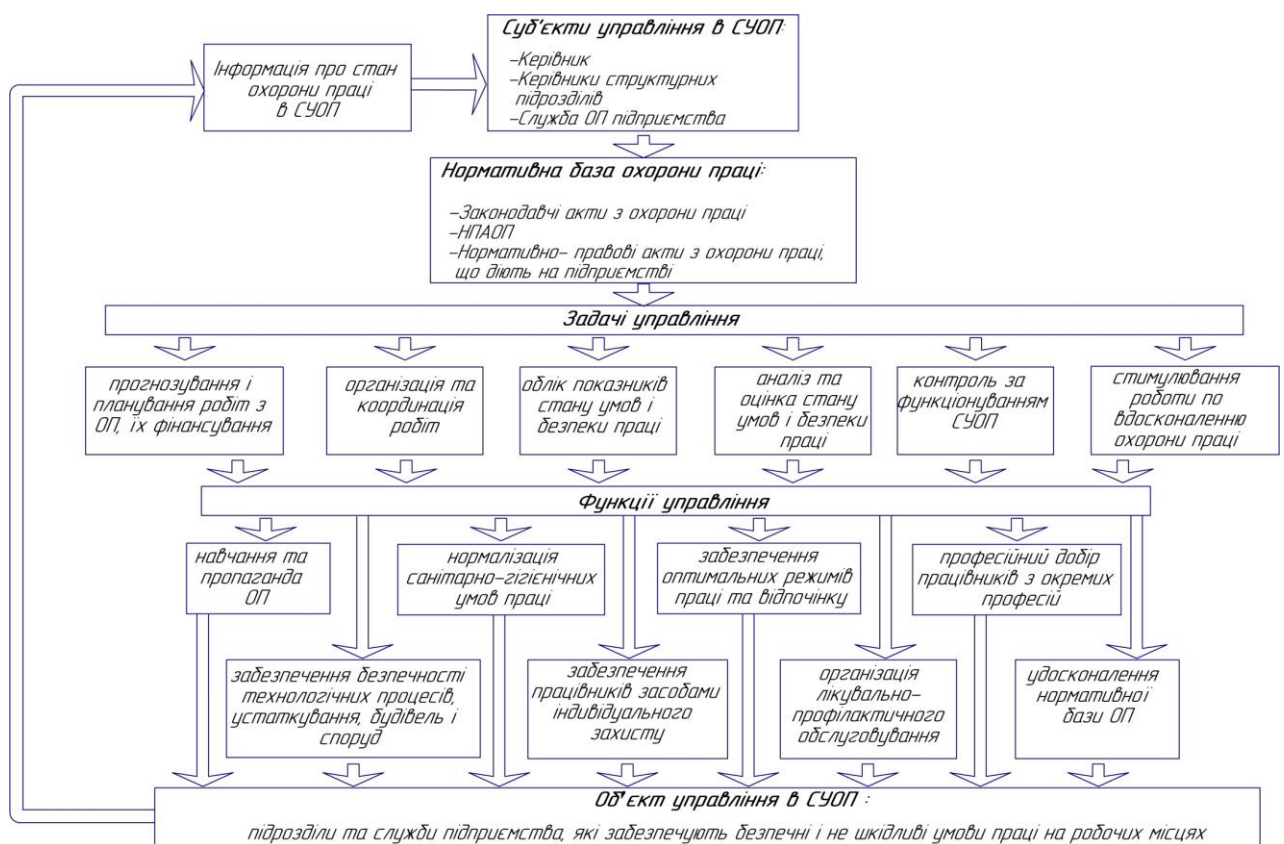 Суб'єкти управління в СУОП:
-Керівник
-Керівники структурних
підрозділів
-Служба ОП підприємства
Інформація про стан
охорони праці
в СУОП
Нормативна база охорони праці:
-Законодавчі акти з охорони праці
-НПАОП
-Нормативно- правові акти з охорони праці,
що діють на підприємстві
Задачі управління
прогнозування і
планування робіт з
ОП, їх фінансування
організація та
координація
робіт
облік показників
стану умов і
безпеки праці
аналіз та
оцінка стану
умов і безпеки
праці
контроль за
функціонуванням
СУОП
стимулювання
роботи по
вдосконаленню
охорони праці
Функції управління
навчання та
пропаганда
ОП
нормалізація
санітарно-гігієнічних
умов праці
забезпечення
оптимальних режимів
праці та відпочінку
професійний добір
працівників з окремих
професій
забезпечення безпечності
технологічних процесів,
устаткування, будівель і
споруд
забезпечення
працівників засобами
індивідуального
захисту
організація
лікувально-
профілактичного
обслуговування
удосконалення
нормативної
бази ОП
Об'єкт управління в СУОП :
підрозділи та служби підприємства, які забезпечують безпечні і не шкідливі умови праці на робочих місцях